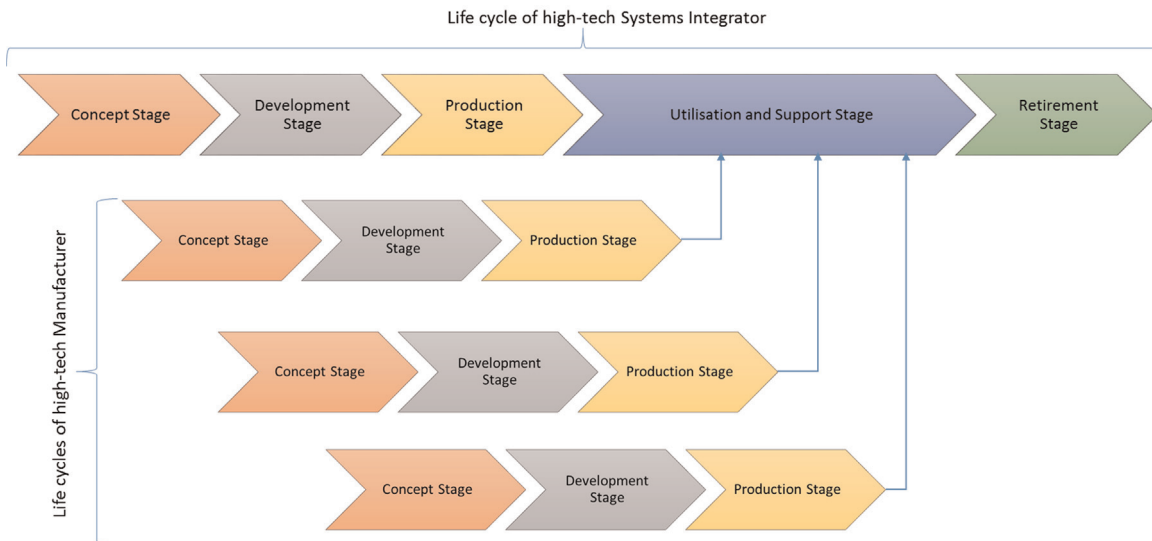 Life cycle of high-tech Systems Integrator
Concept Stage
Development
Stage
Production
Stage
Utilisation and Support Stage
Retirement
Stage
Life cycles of high-tech Manufacturer
Concept Stage
Development
Stage
Production Stage
Concept Stage
Development
Stage
Production Stage
Concept Stage
Development
Stage
Production Stage